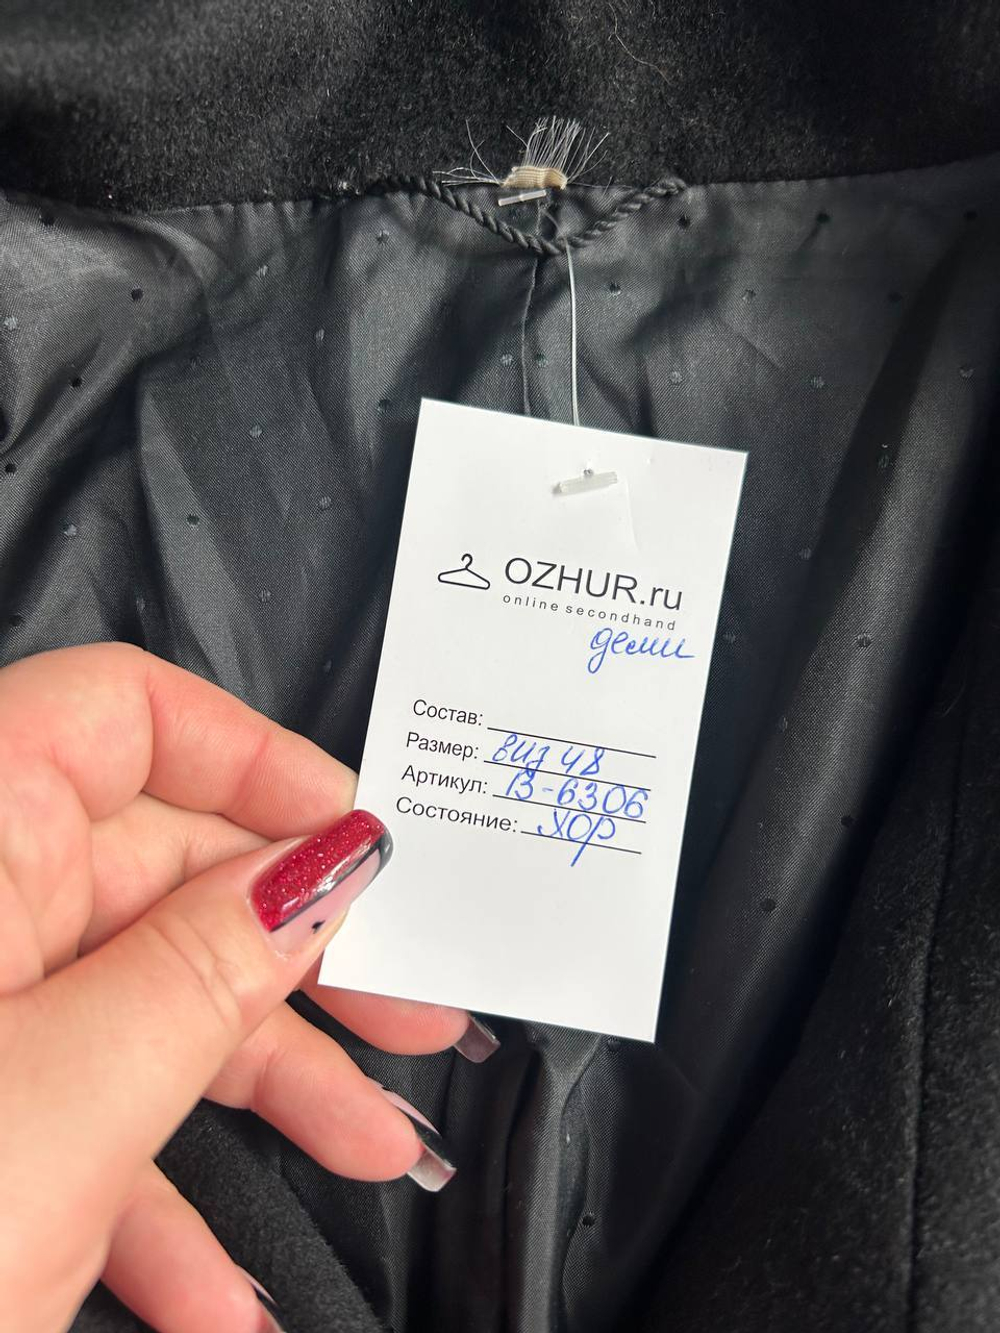 OZHUR.ru
online secondhand
деми
Состав:
Размер: виз 48
Артикул: 13-6306
Состояние: хор